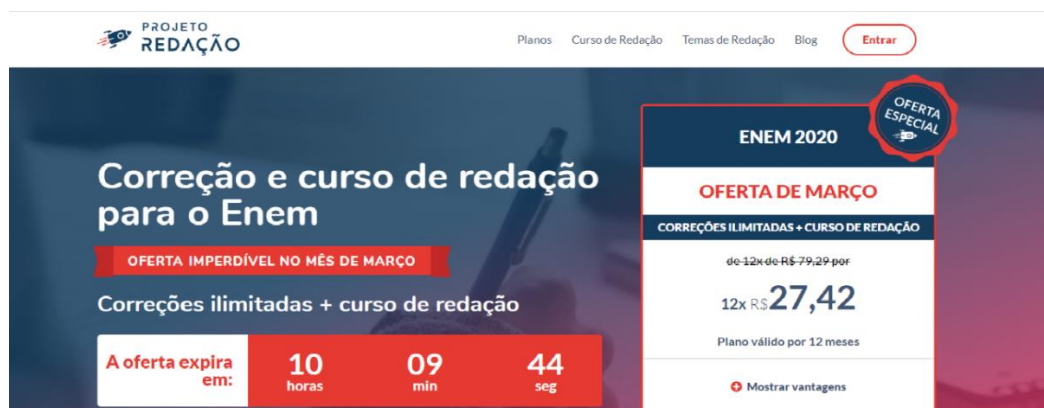 PROJETO
REDAÇÃO
Planos Curso de Redação Temas de Redação Blog Entrar
Correção e curso de redação
para o Enem
OFERTA IMPERDÍVEL NO MÊS DE MARÇO
Correções ilimitadas + curso de redação
A oferta expira
em:
10 09 44
horas min seg
OFERTA
ESPECIAL
ENEM 2020
OFERTA DE MARÇO
CORREÇÕES ILIMITADAS + CURSO DE REDAÇÃO
de 12x de R$ 79,29 por
12x R$27,42
Plano válido por 12 meses
Mostrar vantagens